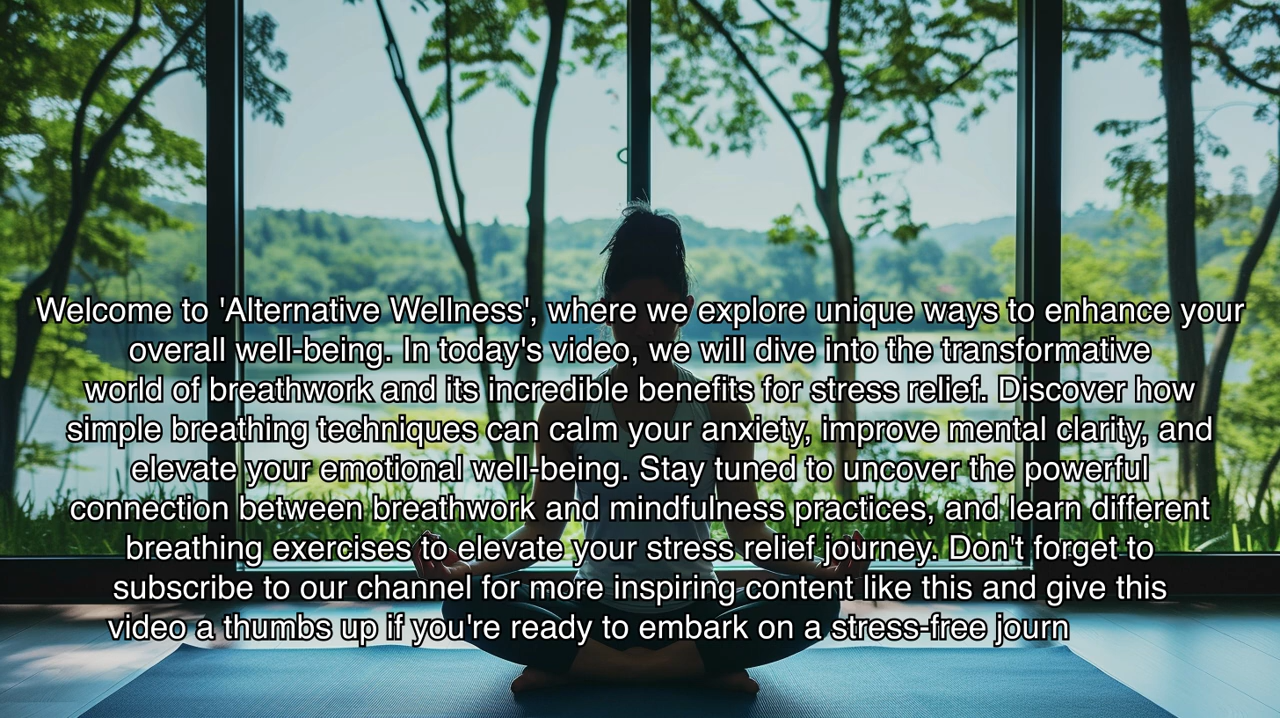 Welcome to 'Alternative Wellness', where we explore unique ways to enhance your
overall well-being. In today's video, we will dive into the transformative
world of breathwork and its incredible benefits for stress relief. Discover how
simple breathing techniques can calm your anxiety, improve mental clarity, and
elevate your emotional well-being. Stay tuned to uncover the powerful
connection between breathwork and mindfulness practices, and learn different
breathing exercises to elevate your stress relief journey. Don't forget to
subscribe to our channel for more inspiring content like this and give this
video a thumbs up if you're ready to embark on a stress-free journ